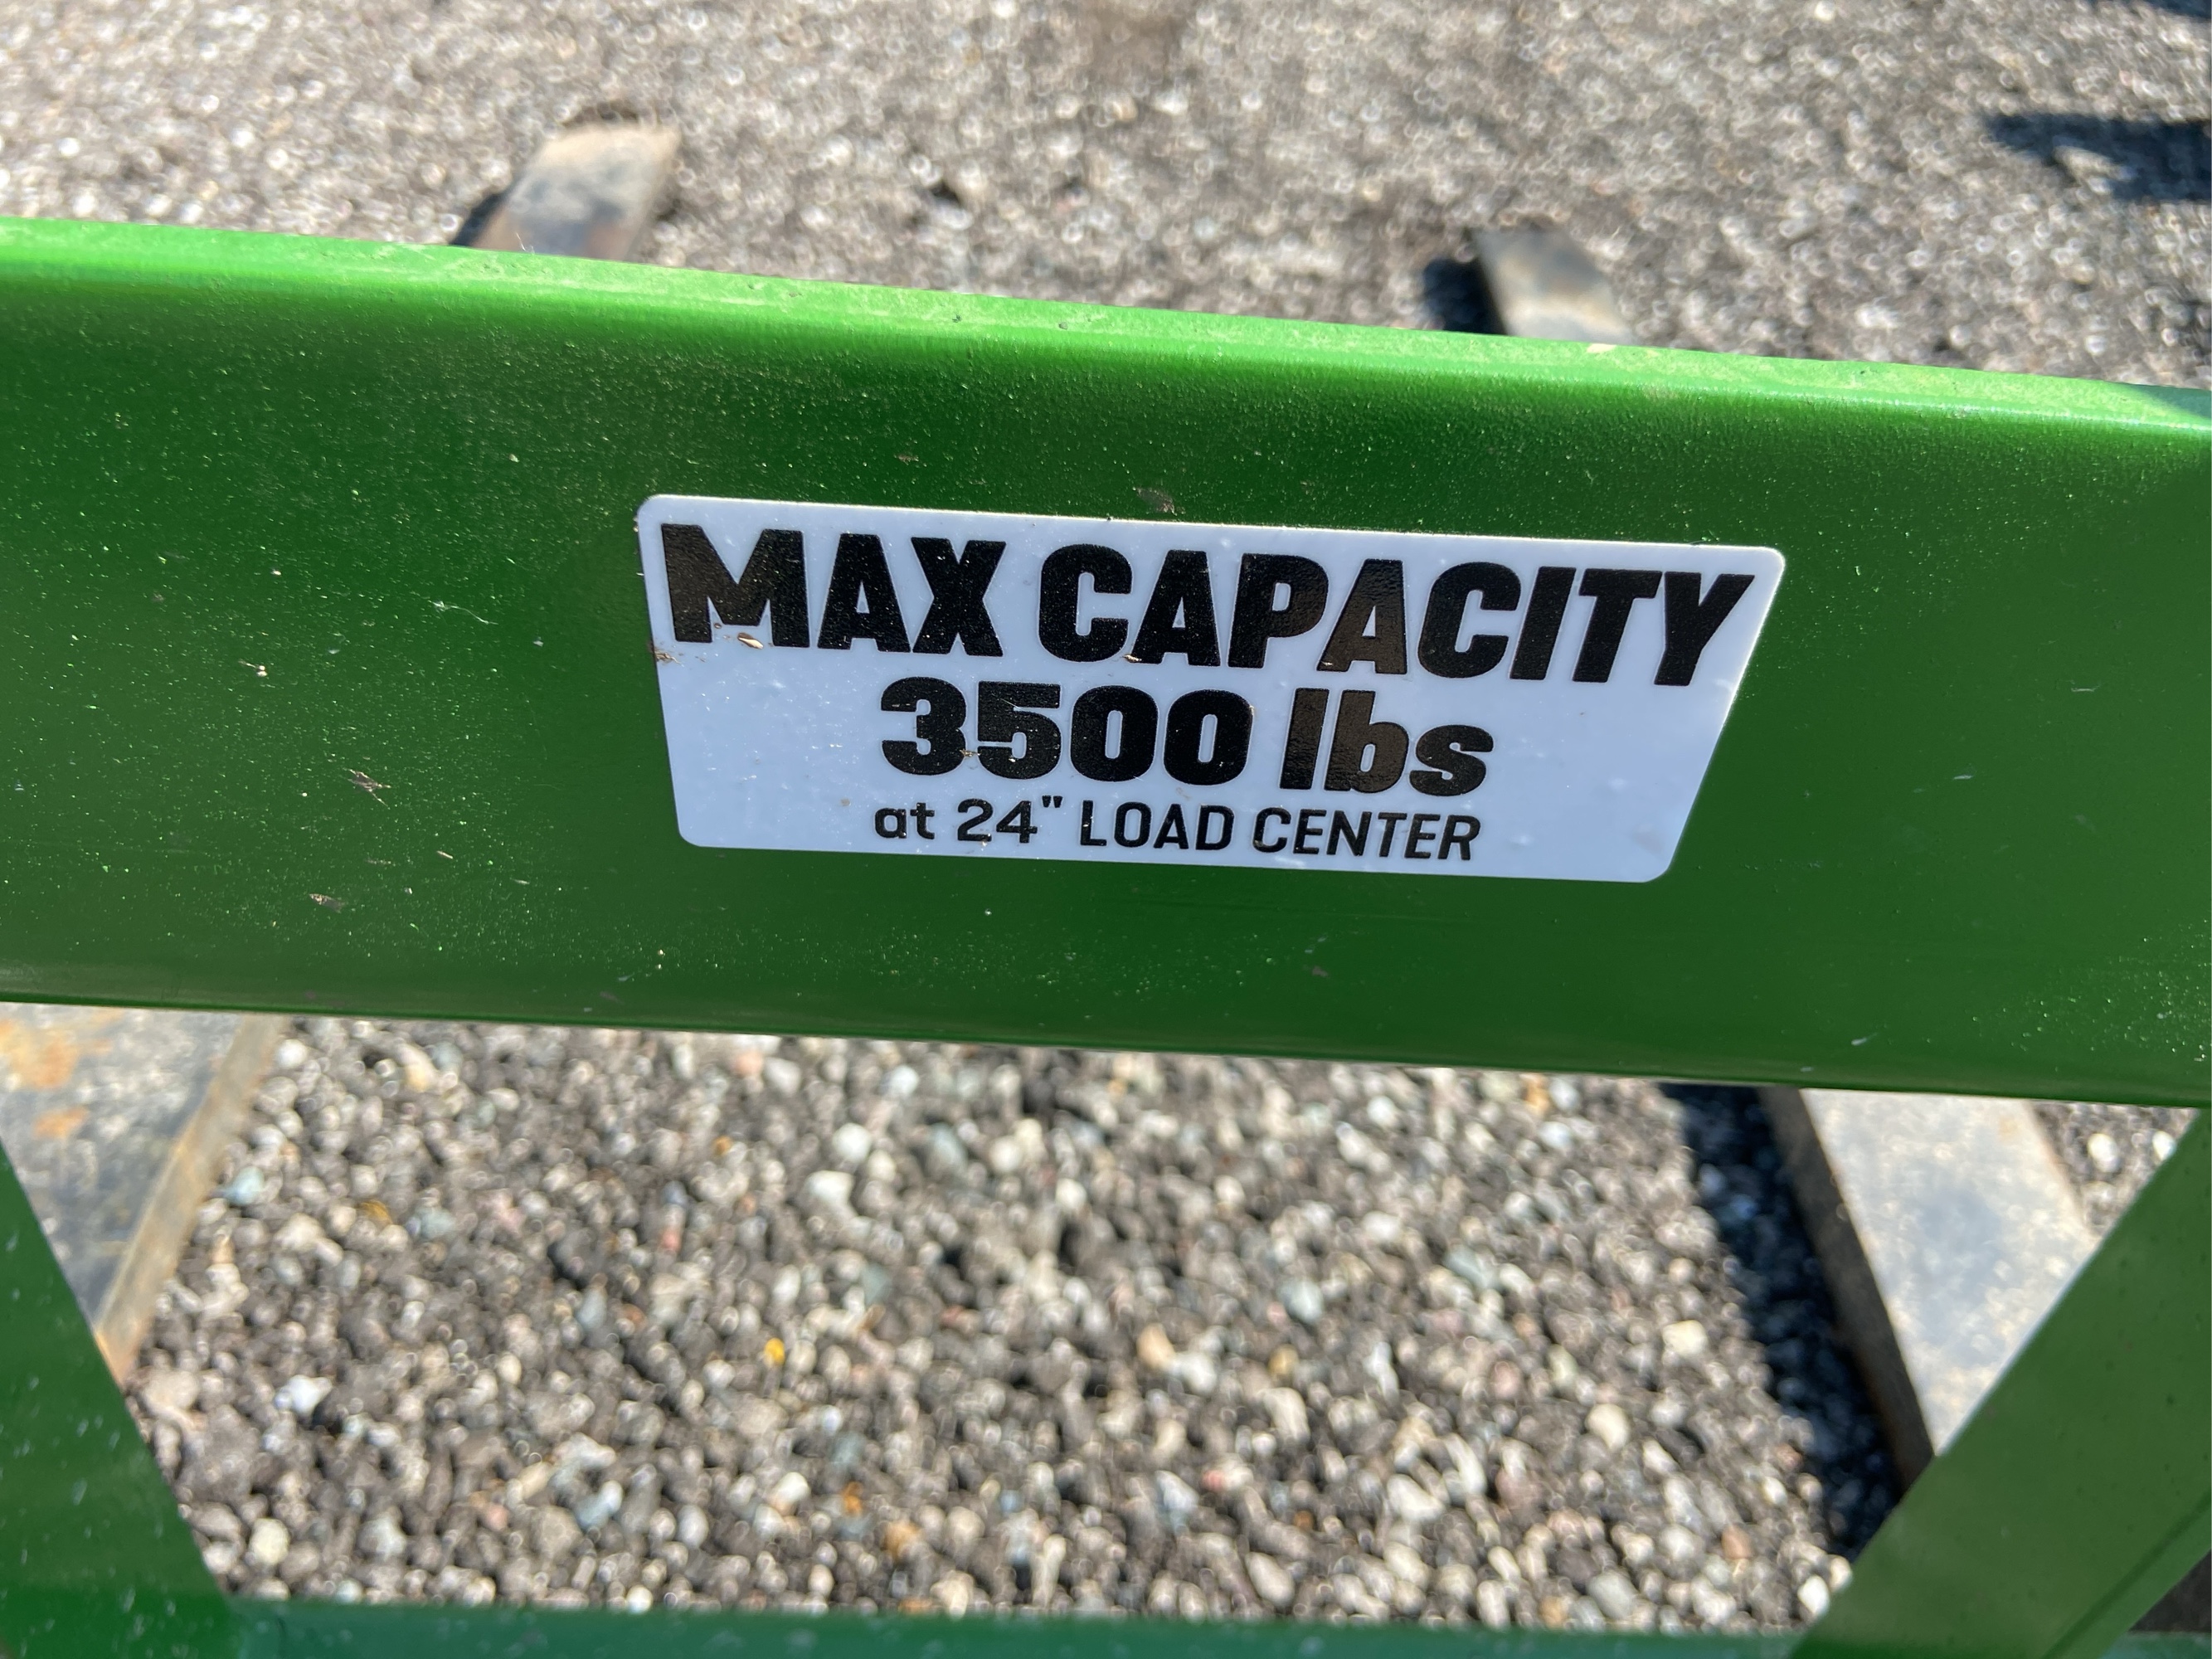 MAX CAPACITY
3500 lbs
at 24" LOAD CENTER